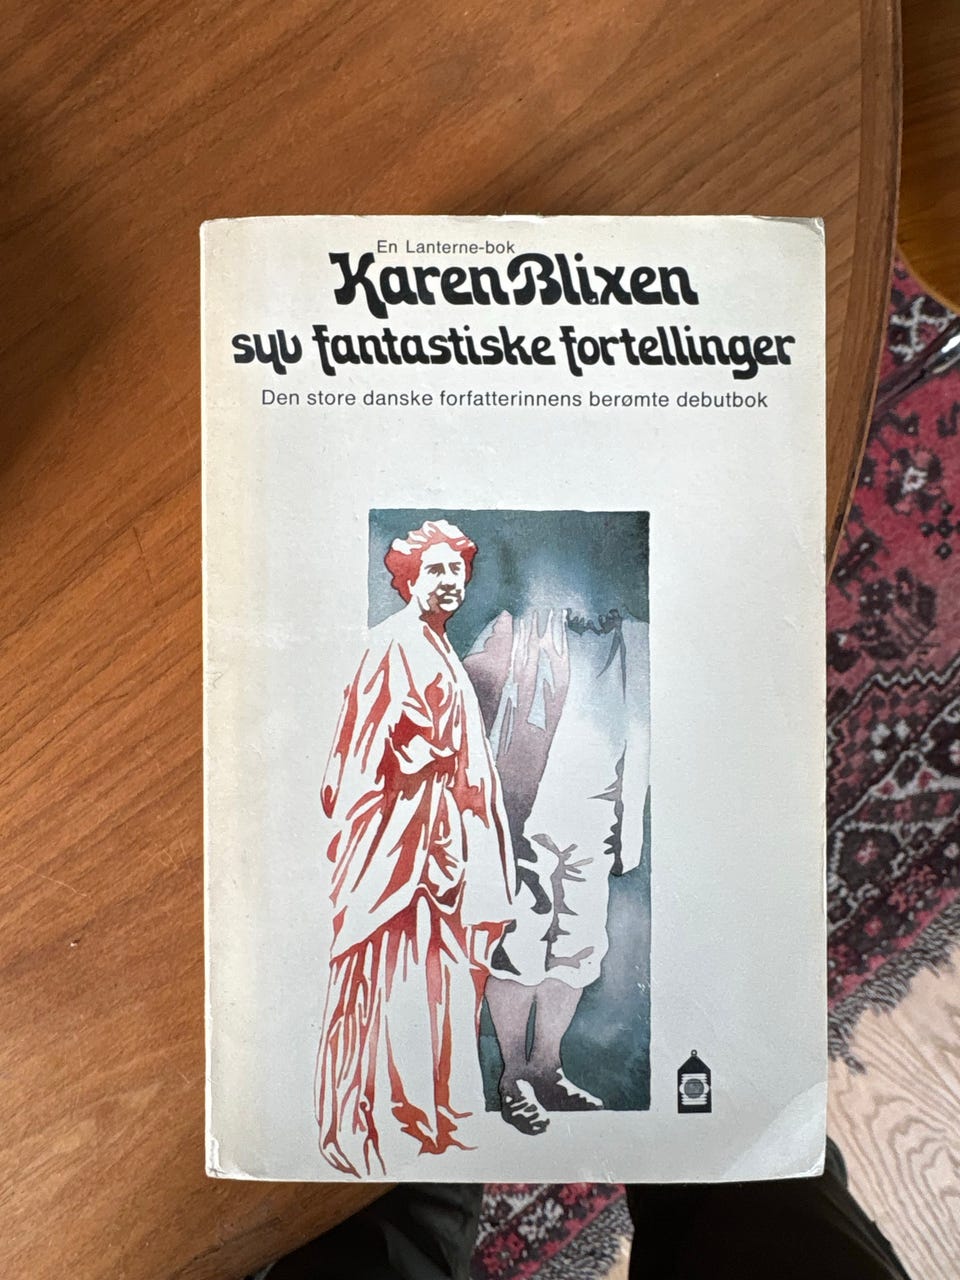 En Lanterne-bok
Karen Blixen
syv fantastiske fortellinger
Den store danske forfatterinnens berømte debutbok